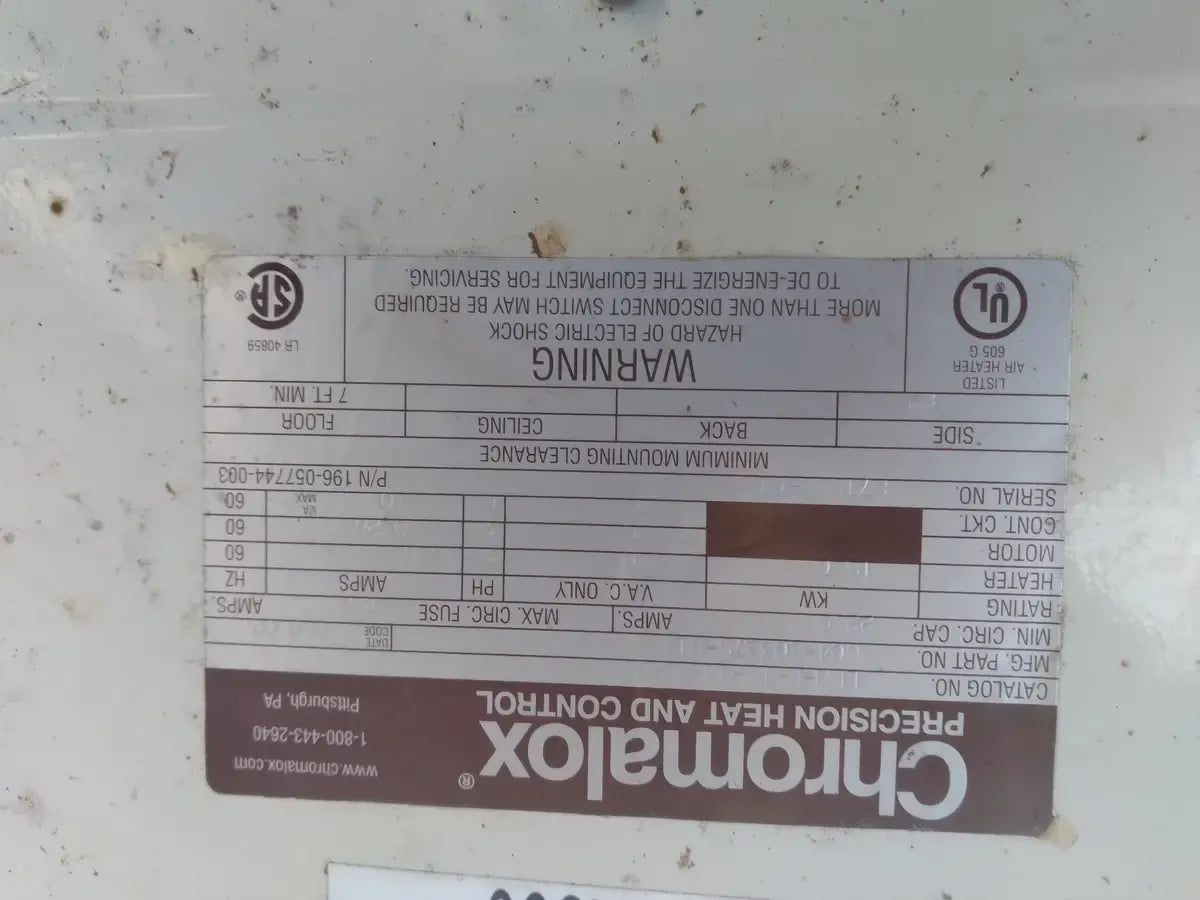 Chromalox®
PRECISION HEAT AND CONTROL
www.chromalox.com
1-800-443-2640
Pittsburgh, PA
CATALOG NO.
MFG. PART NO. DATE CODE
MIN. CIRC. CAP. AMPS. MAX. CIRC. FUSE AMPS.
RATING KW V.A.C. ONLY PH AMPS HZ
HEATER 60
MOTOR 60
CONT. CKT. VA MAX 60
SERIAL NO. P/N 196-057744-003
MINIMUM MOUNTING CLEARANCE
SIDE BACK CEILING FLOOR
7 FT. MIN.
LISTED
AIR HEATER
605 G
UL®
WARNING
HAZARD OF ELECTRIC SHOCK
MORE THAN ONE DISCONNECT SWITCH MAY BE REQUIRED
TO DE-ENERGIZE THE EQUIPMENT FOR SERVICING.
LR 40859
SA®